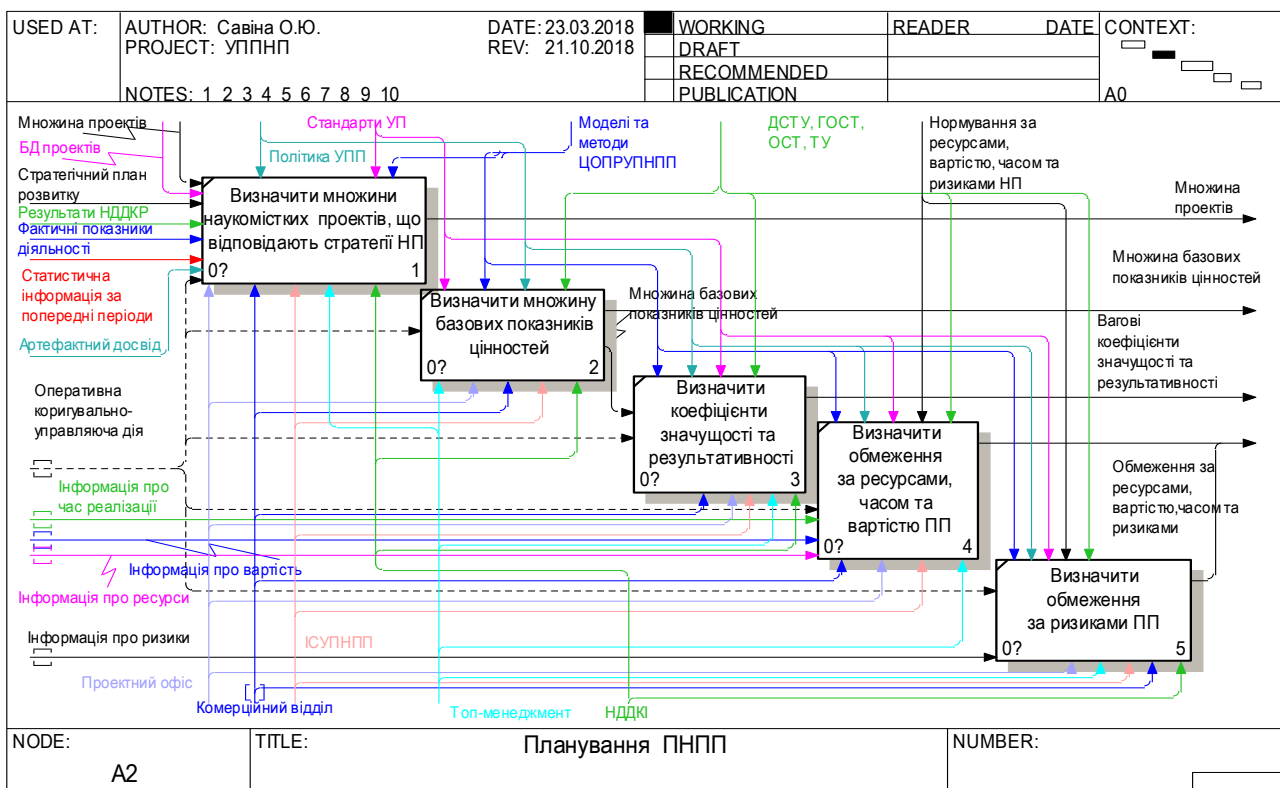 USED AT:
AUTHOR: Савіна О.Ю.
DATE: 23.03.2018
PROJECT: УППНП
REV: 21.10.2018
NOTES: 1 2 3 4 5 6 7 8 9 10
WORKING
DRAFT
RECOMMENDED
PUBLICATION
READER
DATE
CONTEXT:
A0
Множина проектів
БД проектів
Стратегічний план
розвитку
Результати НДДКР
Фактичні показники
діяльності
Статистична
інформація за
попередні періоди
Артефактний досвід
Оперативна
коригувально-
управляюча дія
Інформація про
час реалізації
Інформація про вартість
Інформація про ресурси
Інформація про ризики
Політика УПП
Стандарти УП
Моделі та
методи
ЦОПРУПНПП
ДСТУ, ГОСТ,
ОСТ, ТУ
Нормування за
ресурсами,
вартістю, часом та
ризиками НП
Визначити множини
наукомістких проектів, що
відповідають стратегії НП
0?
1
Визначити множину
базових показників
цінностей
0?
2
Множина базових
показників цінностей
Визначити
коефіцієнти
значущості та
результативності
0?
3
Визначити
обмеження
за ресурсами,
часом та
вартістю ПП
0?
4
Визначити
обмеження
за ризиками ПП
0?
5
Множина
проектів
Множина базових
показників цінностей
Вагові
коефіцієнти
значущості та
результативності
Обмеження за
ресурсами,
вартістю,часом та
ризиками
Проектний офіс
Комерційний відділ
ІСУПНПП
Топ-менеджмент
НДДКІ
NODE:
A2
TITLE:
Планування ПНПП
NUMBER: